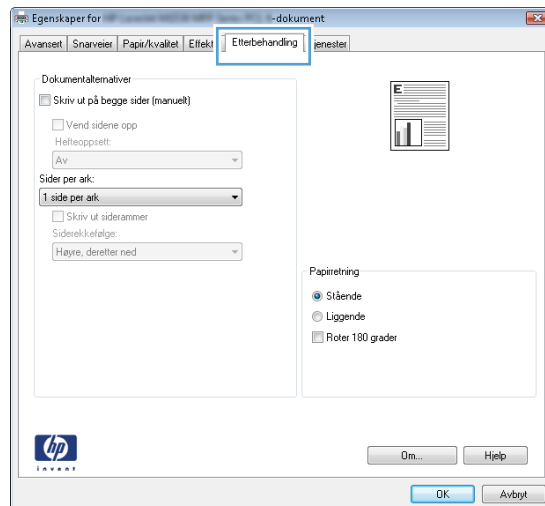 Egenskaper for -dokument
Avansert Snarveier Papir/kvalitet Effekt Etterbehandling jenester
Dokumentalternativer
Skriv ut på begge sider (manuelt)
Vend sidene opp
Hefteoppsett:
Av
Sider per ark:
1 side per ark
Skriv ut siderammer
Siderekkefølge:
Høyre, deretter ned
E
Papirretning
Stående
Liggende
Roter 180 grader
hp
invent
Om... Hjelp
OK Avbryt